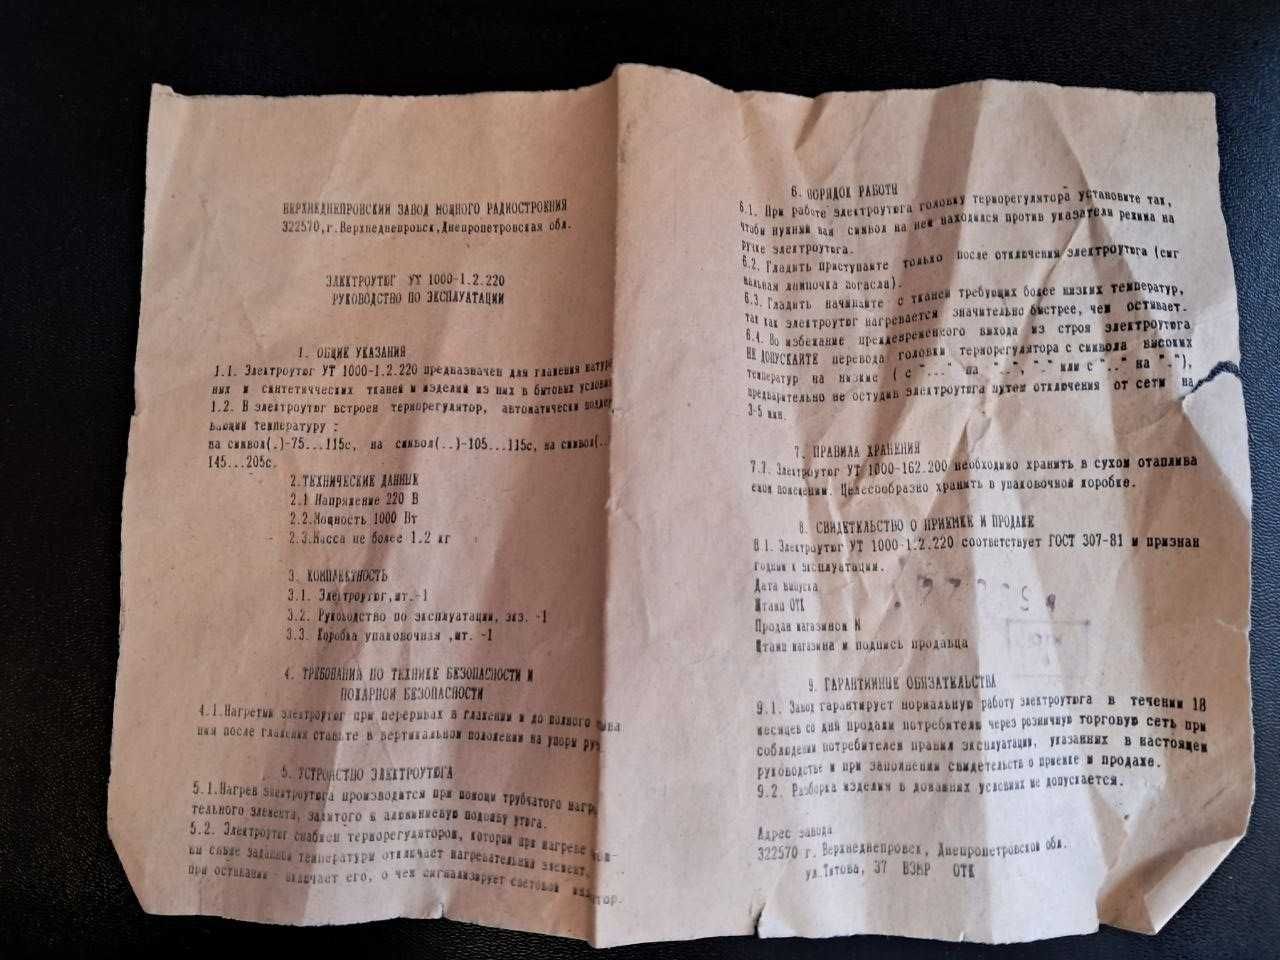 ВЕРХНЕДНЕПРОВСКИЙ ЗАВОД МОЩНОГО РАДИОСТРОЕНИЯ
322570,г.Верхнеднепровск,Днепропетровская обл.
ЭЛЕКТРОУТЮГ УТ 1000-1.2.220
РУКОВОДСТВО ПО ЭКСПЛУАТАЦИИ
1. ОБЩИЕ УКАЗАНИЯ
1.1. Электроутюг УТ 1000-1.2.220 предназначен для глажения натур
ных и синтетических тканей и изделий из них в бытовых услови
1.2. В электроутюг встроен терморегулятор, автоматически поддер
вающий температуру :
на символ(.)-75...115с, на символ(..)-105...115с, на символ(..
145...205с.
2.ТЕХНИЧЕСКИЕ ДАННЫЕ
2.1 Напряжение 220 В
2.2.Мощность 1000 Вт
2.3.Масса не более 1.2 кг
3. КОМПЛЕКТНОСТЬ
3.1. Электроутюг,шт.-1
3.2. Руководство по эксплуатации, экз. -1
3.3. Коробка упаковочная ,шт. -1
4. ТРЕБОВАНИЯ ПО ТЕХНИКЕ БЕЗОПАСНОСТИ И
ПОЖАРНОЙ БЕЗОПАСНОСТИ
4.1.Нагретый электроутюг при перерывах в глажении и до полного
ния после глажения ставьте в вертикальном положении на упоры руч
5. УСТРОЙСТВО ЭЛЕКТРОУТЮГА
5.1.Нагрев электроутюга производится при помощи трубчатого нагре
тельного элемента, залитого в алюминиевую подошву утюга.
5.2. Электроутюг снабжен терморегулятором, который при нагреве
вы свыше заданной температуры отключает нагревательный элемент,
при остывании - включает его, о чем сигнализирует световой
6. ПОРЯДОК РАБОТЫ
6.1. При работе электроутюга головку терморегулятора установите так,
чтобы нужный вам символ на ней находился против указателя режима на
ручке электроутюга.
6.2. Гладить приступайте только после отключения электроутюга (сиг
нальная лампочка погасла).
6.3. Гладить начинайте с тканей требующих более низких температур,
так как электроутюг нагревается значительно быстрее, чем остивает.
6.4. Во избежание преждевременного выхода из строя электроутюга
НЕ ДОПУСКАЙТЕ перевода головки терморегулятора с символа высоких
температур на низкие ( с "..." на "..","." или с ".." на "."),
предварительно не остудив электроутюга путем отключения от сети на
3-5 мин.
7. ПРАВИЛА ХРАНЕНИЯ
7.7. Электроутюг УТ 1000-162.200 необходимо хранить в сухом отаплива
емом помещении. Целесообразно хранить в упаковочной коробке.
8. СВИДЕТЕЛЬСТВО О ПРИЕМКЕ И ПРОДАЖЕ
8.1. Электроутюг УТ 1000-1.2.220 соответствует ГОСТ 307-81 и признан
годным к эксплуатации.
Дата выпуска
Штамп ОТК
Продан магазином N
Штамп магазина и подпись продавца
9. ГАРАНТИЙНЫЕ ОБЯЗАТЕЛЬСТВА
9.1. Завод гарантирует нормальную работу электроутюга в течении 18
месяцев со дня продажи потребителю через розничную торговую сеть при
соблюдении потребителем правил эксплуатации, указанных в настоящем
руководстве и при заполнении свидетельств о приемке и продаже.
9.2. Разборка изделия в домашних условиях не допускается.
Адрес завода
322570 г. Верхнеднепровск, Днепропетровской обл.
ул.Титова, 37 ВЗМР ОТК